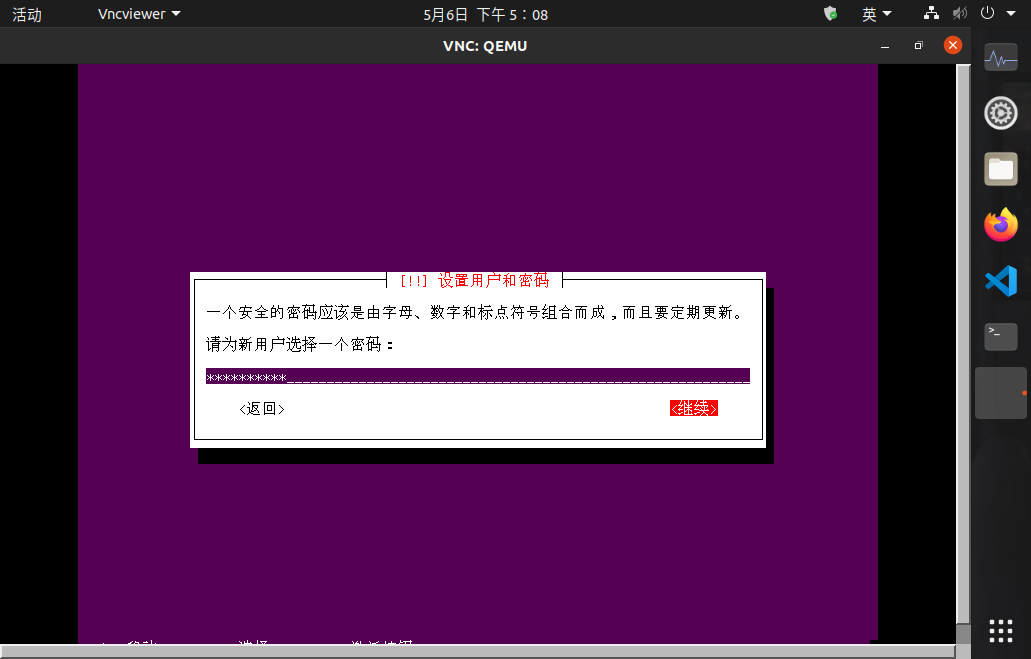 活动 Vncviewer 5月6日 下午 5：08 英
VNC: QEMU
[!!] 设置用户和密码
一个安全的密码应该是由字母、数字和标点符号组合而成，而且要定期更新。
请为新用户选择一个密码：
**********
<返回> <继续>